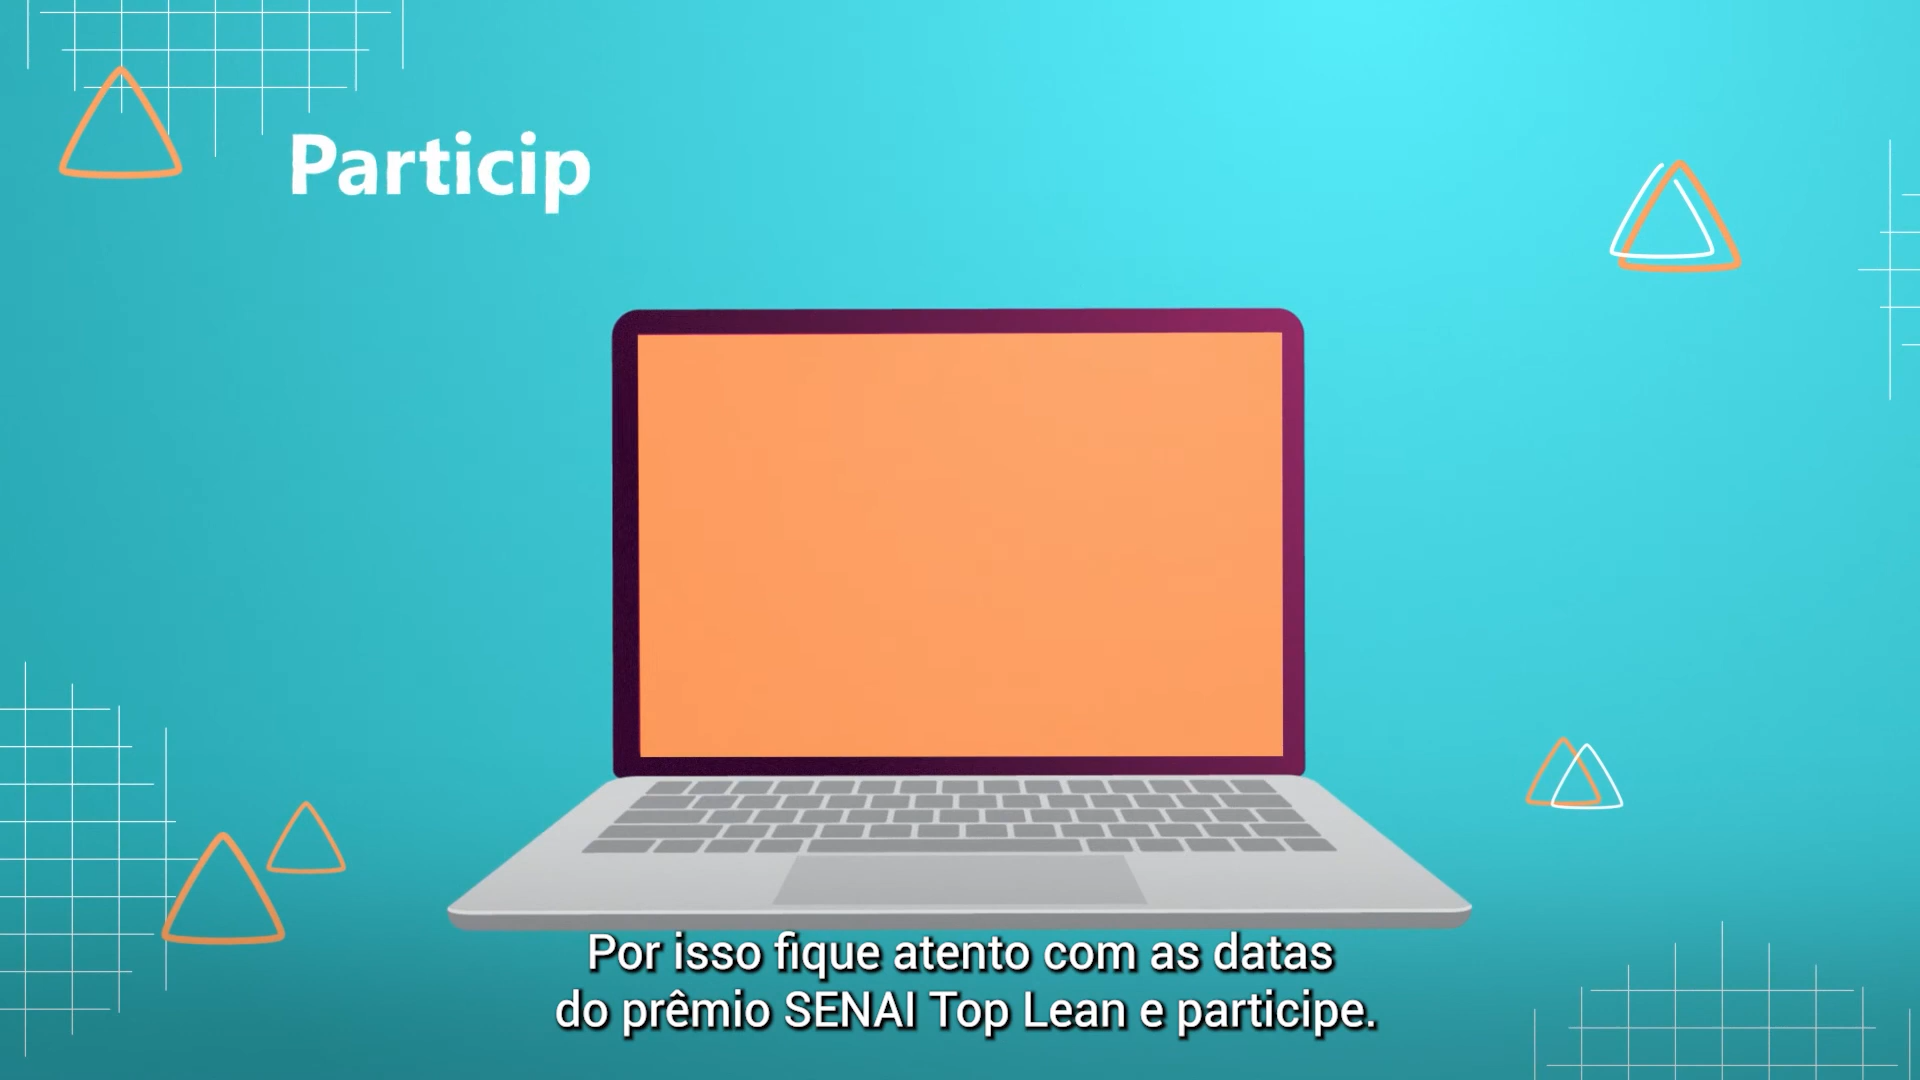 Particip
Por isso fique atento com as datas
do prêmio SENAI Top Lean e participe.